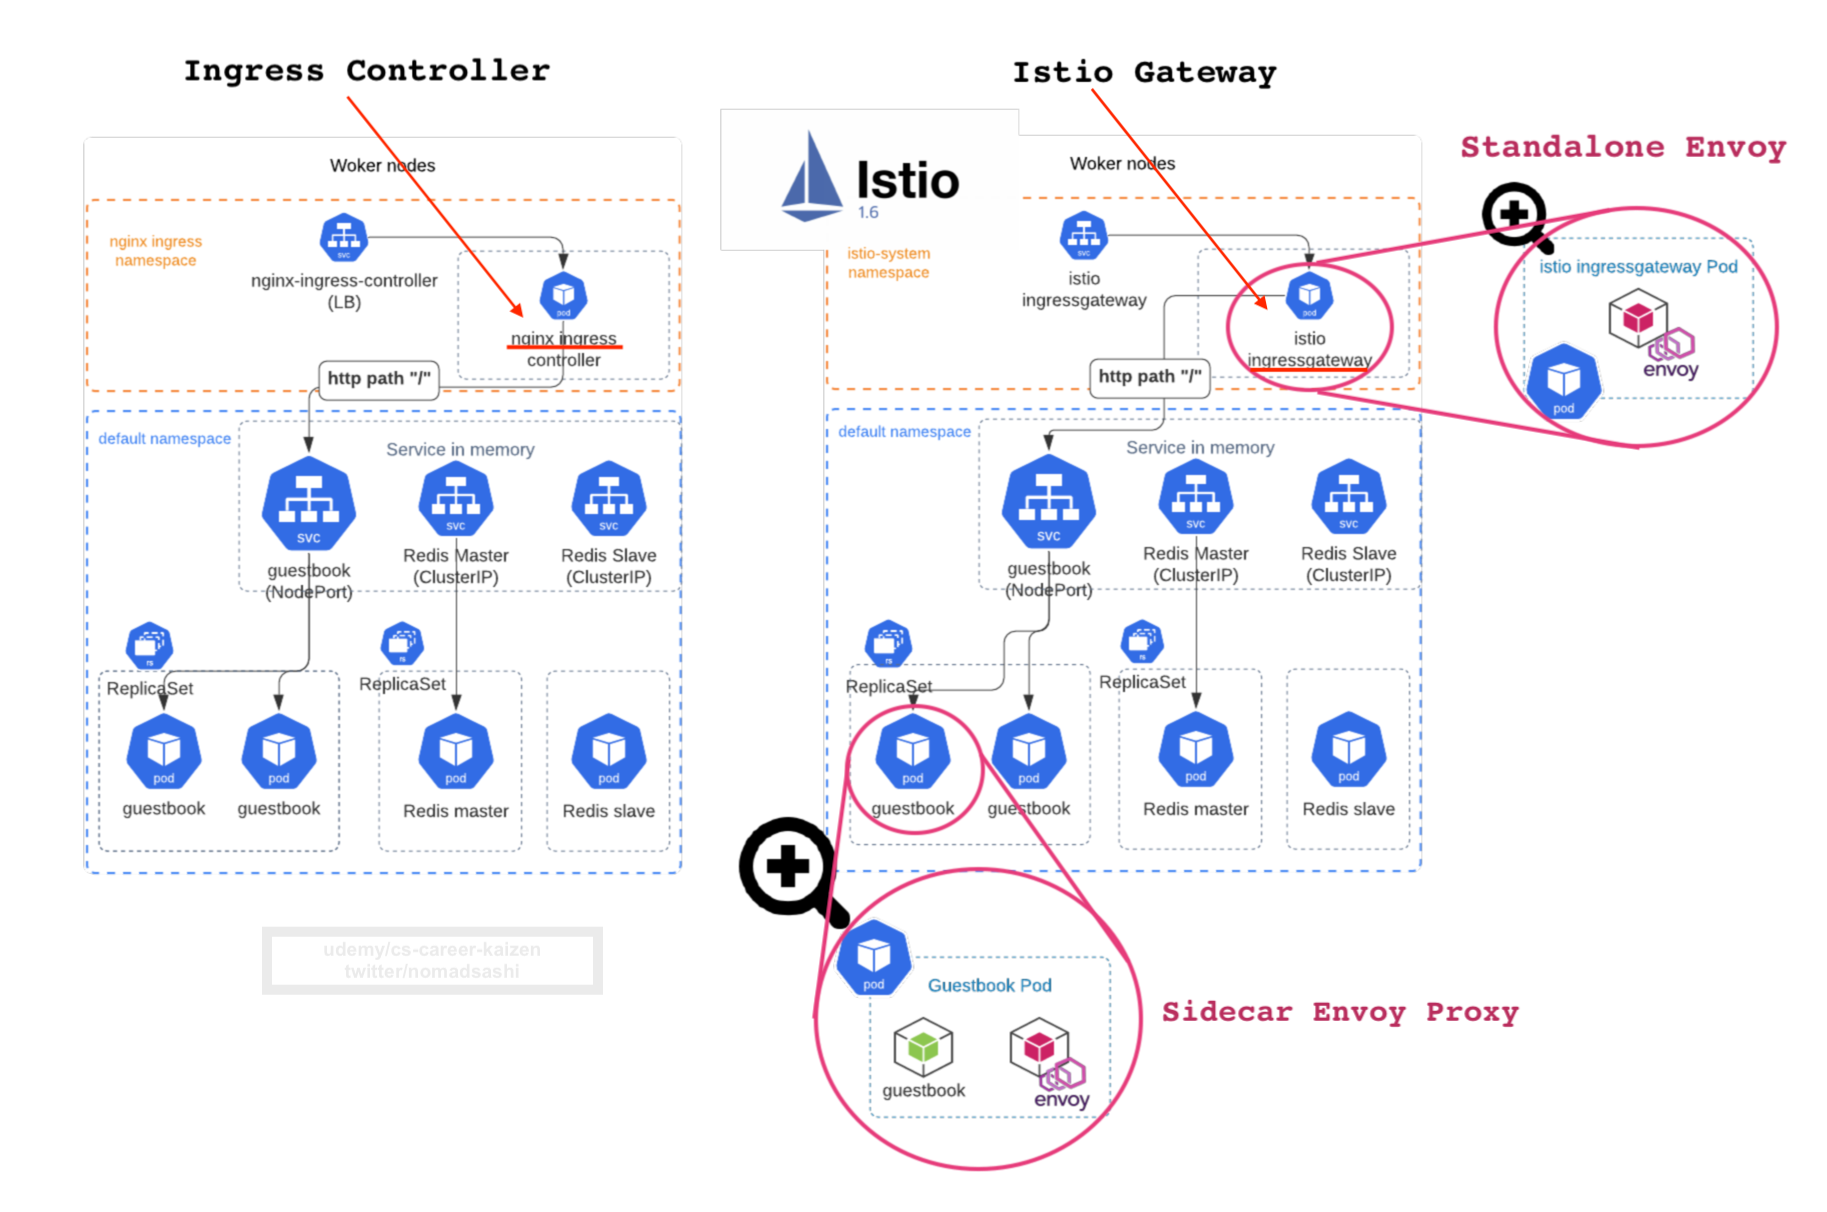 Ingress Controller
Woker nodes
nginx ingress
namespace
svc
nginx-ingress-controller
(LB)
pod
nginx ingress
controller
http path "/"
default namespace
Service in memory
svc
guestbook
(NodePort)
svc
Redis Master
(ClusterIP)
svc
Redis Slave
(ClusterIP)
rs
ReplicaSet
rs
ReplicaSet
pod
guestbook
pod
guestbook
pod
Redis master
pod
Redis slave
udemy/cs-career-kaizen
twitter/nomadsashi
Istio Gateway
Istio
1.6
Woker nodes
istio-system
namespace
svc
istio
ingressgateway
pod
istio
ingressgateway
http path "/"
default namespace
Service in memory
svc
guestbook
(NodePort)
svc
Redis Master
(ClusterIP)
svc
Redis Slave
(ClusterIP)
rs
ReplicaSet
rs
ReplicaSet
pod
guestbook
pod
guestbook
pod
Redis master
pod
Redis slave
Standalone Envoy
istio ingressgateway Pod
envoy
pod
pod
Guestbook Pod
guestbook
envoy
Sidecar Envoy Proxy